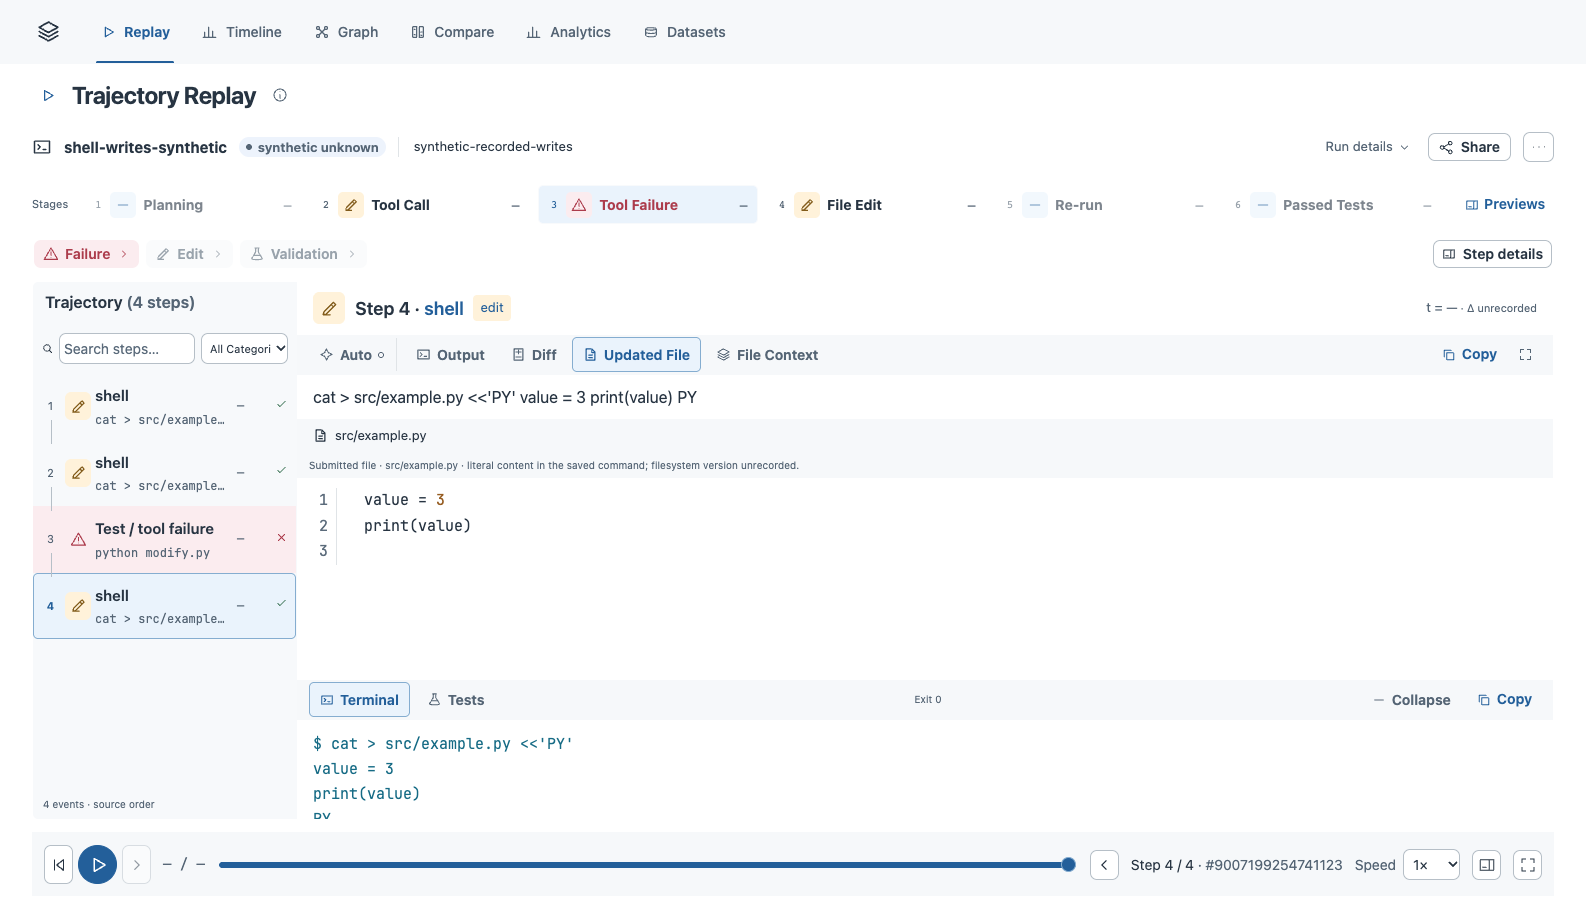 Replay Timeline Graph Compare Analytics Datasets
Trajectory Replay
shell-writes-synthetic synthetic unknown synthetic-recorded-writes Run details Share ...
Stages 1 — Planning — 2 Tool Call — 3 Tool Failure — 4 File Edit — 5 — Re-run — 6 — Passed Tests — Previews
Failure > Edit > Validation > Step details
Trajectory (4 steps)
Search steps... All Categori
1 shell —
cat > src/example…
2 shell —
cat > src/example…
3 Test / tool failure —
python modify.py
4 shell —
cat > src/example…
4 events · source order
Step 4 · shell edit t = — · Δ unrecorded
Auto Output Diff Updated File File Context Copy
cat > src/example.py <<'PY' value = 3 print(value) PY
src/example.py
Submitted file · src/example.py · literal content in the saved command; filesystem version unrecorded.
1 value = 3
2 print(value)
3
Terminal Tests Exit 0 — Collapse Copy
$ cat > src/example.py <<'PY'
value = 3
print(value)
PY
— / — Step 4 / 4 · #9007199254741123 Speed 1×